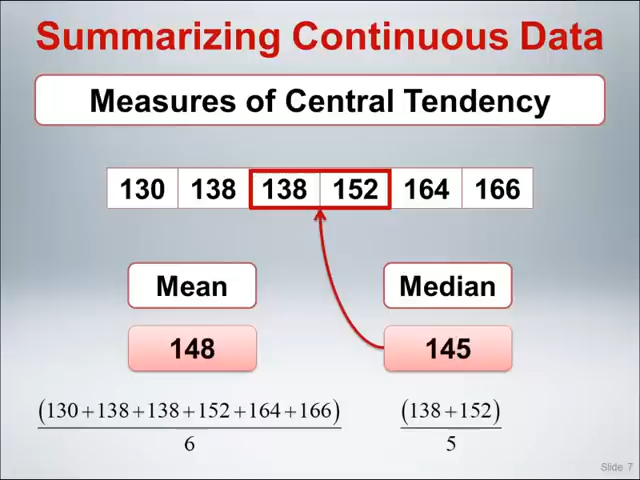 Summarizing Continuous Data
Measures of Central Tendency
130 138 138 152 164 166
Mean Median
148 145
(130+138+138+152+164+166) (138+152)
6 5
Slide 7